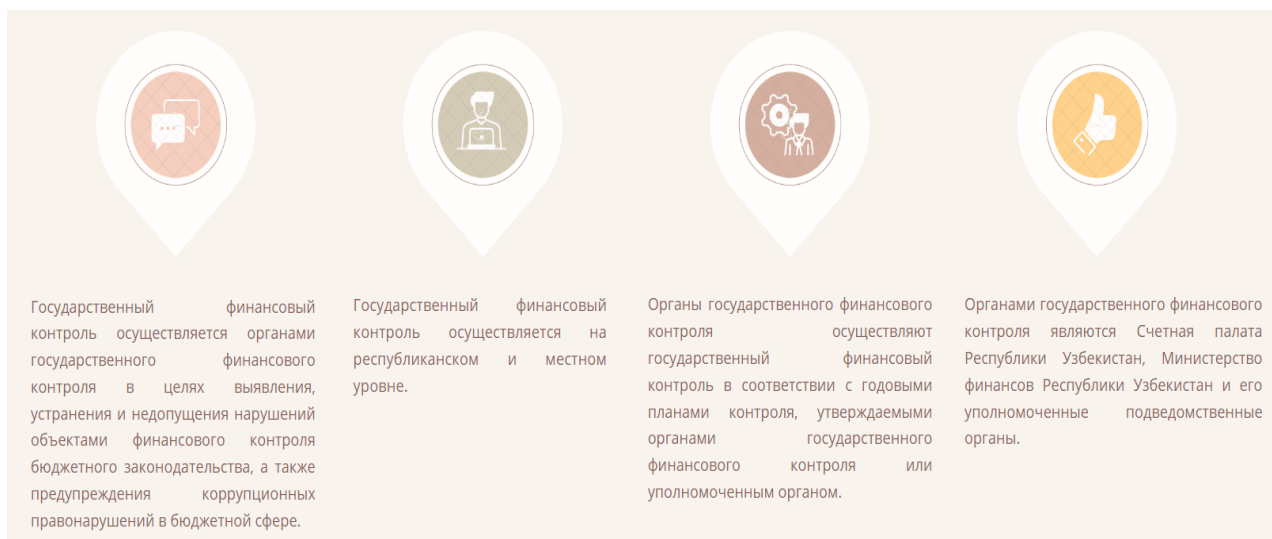 Государственный финансовый
контроль осуществляется органами
государственного финансового
контроля в целях выявления,
устранения и недопущения нарушений
объектами финансового контроля
бюджетного законодательства, а также
предупреждения коррупционных
правонарушений в бюджетной сфере.
Государственный финансовый
контроль осуществляется на
республиканском и местном
уровне.
Органы государственного финансового
контроля осуществляют
государственный финансовый
контроль в соответствии с годовыми
планами контроля, утверждаемыми
органами государственного
финансового контроля или
уполномоченным органом.
Органами государственного финансового
контроля являются Счетная палата
Республики Узбекистан, Министерство
финансов Республики Узбекистан и его
уполномоченные подведомственные
органы.